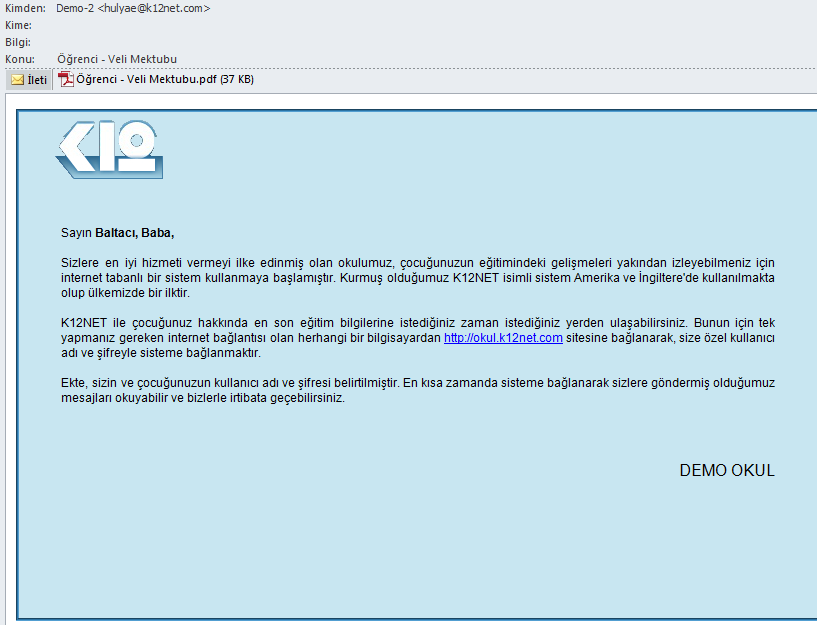 Kimden: Demo-2 <hulyae@k12net.com>
Kime:
Bilgi:
Konu: Öğrenci - Veli Mektubu
İleti Öğrenci - Veli Mektubu.pdf (37 KB)
K12
Sayın Baltacı, Baba,
Sizlere en iyi hizmeti vermeyi ilke edinmiş olan okulumuz, çocuğunuzun eğitimindeki gelişmeleri yakından izleyebilmeniz için
internet tabanlı bir sistem kullanmaya başlamıştır. Kurmuş olduğumuz K12NET isimli sistem Amerika ve İngiltere'de kullanılmakta
olup ülkemizde bir ilktir.
K12NET ile çocuğunuz hakkında en son eğitim bilgilerine istediğiniz zaman istediğiniz yerden ulaşabilirsiniz. Bunun için tek
yapmanız gereken internet bağlantısı olan herhangi bir bilgisayardan http://okul.k12net.com sitesine bağlanarak, size özel kullanıcı
adı ve şifreyle sisteme bağlanmaktır.
Ekte, sizin ve çocuğunuzun kullanıcı adı ve şifresi belirtilmiştir. En kısa zamanda sisteme bağlanarak sizlere göndermiş olduğumuz
mesajları okuyabilir ve bizlerle irtibata geçebilirsiniz.
DEMO OKUL